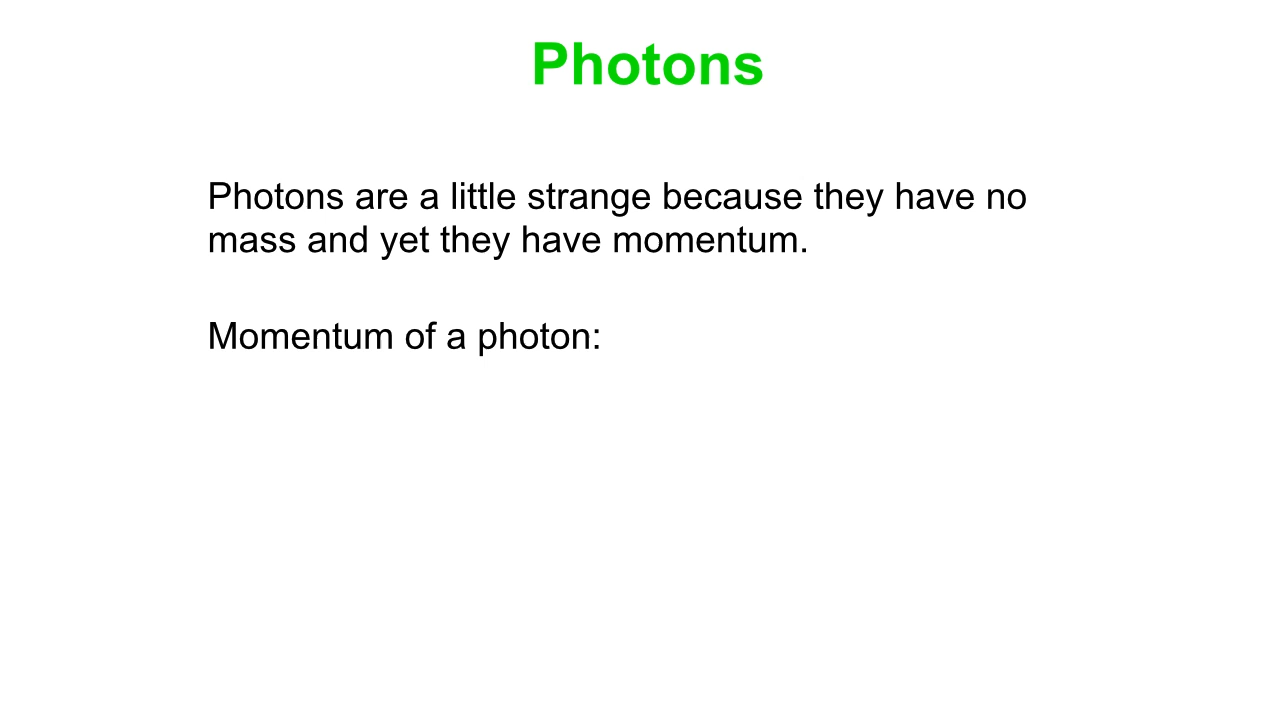 Photons
Photons are a little strange because they have no
mass and yet they have momentum.
Momentum of a photon: